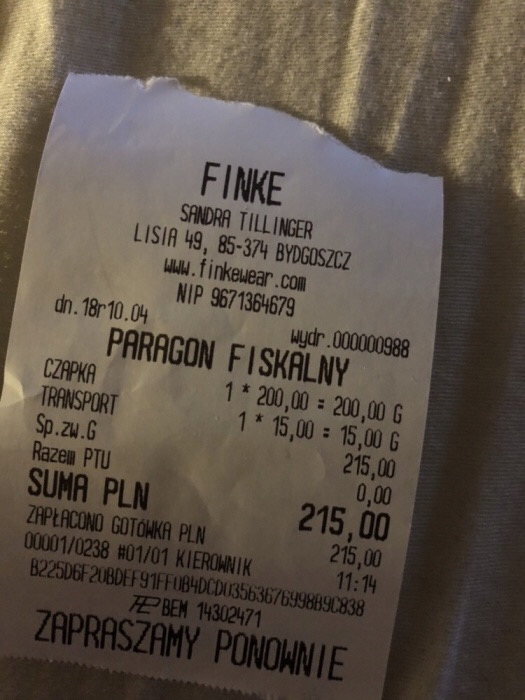 FINKE
SANDRA TILLINGER
LISIA 49, 85-374 BYDGOSZCZ
www.finkewear.com
NIP 9671364679
dn.18r10.04 wydr.000000988
PARAGON FISKALNY
CZAPKA 1 * 200,00 = 200,00 G
TRANSPORT 1 * 15,00 = 15,00 G
Sp.zw.G 215,00
Razem PTU 0,00
SUMA PLN 215,00
ZAPŁACONO GOTÓWKA PLN 215,00
00001/0238 #01/01 KIEROWNIK 11:14
B225D6F20BDEF91FF0B4DCD0356367699889C838
BEM 14302471
ZAPRASZAMY PONOWNIE